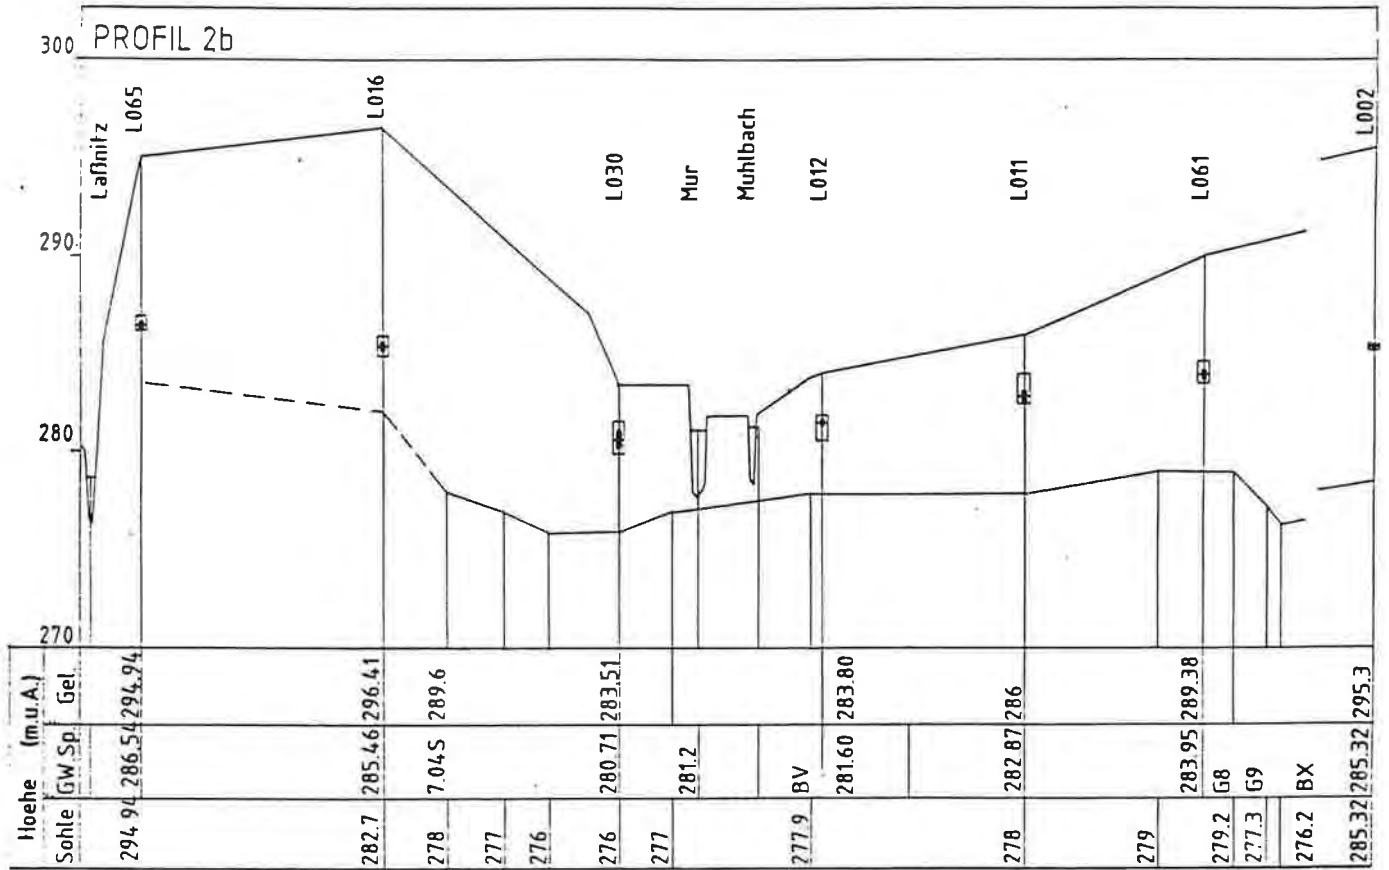 PROFIL 2b
300
290
280
270
Laßnitz
L065
L016
L030
Mur
Muhlbach
L012
L011
L061
L002
Hoehe (m.u.A.)
Gel.
294.94
296.41
289.6
283.51
283.80
286
289.38
295.3
GW.Sp.
286.54
285.46
7.04S
280.71
281.2
BV
281.60
282.87
283.95
G8
G9
BX
285.32
Sohle
294 94
282.7
278
277
276
276
277
277.9
278
279
279.2
277.3
276.2
285.32